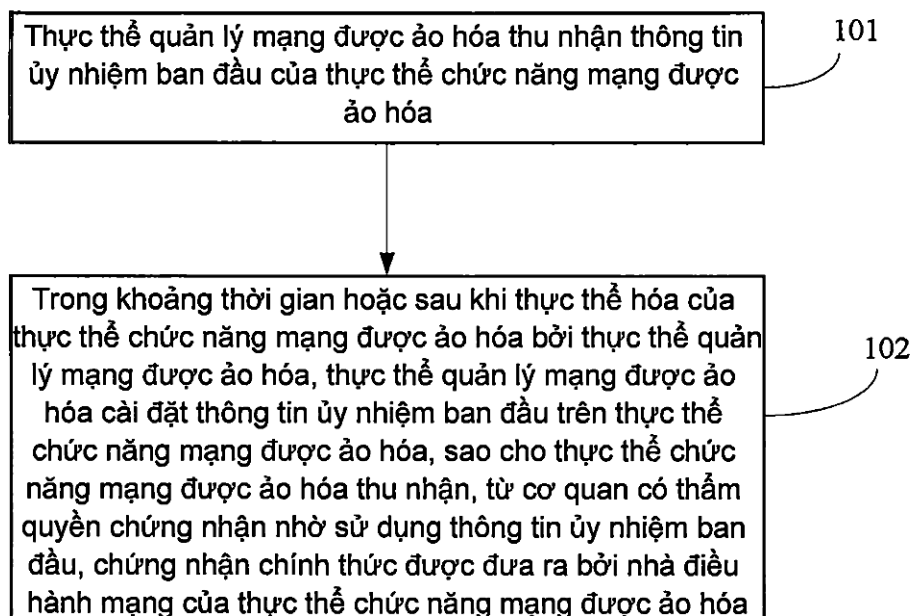 Thực thể quản lý mạng được ảo hóa thu nhận thông tin
ủy nhiệm ban đầu của thực thể chức năng mạng được
ảo hóa
101
Trong khoảng thời gian hoặc sau khi thực thể hóa của
thực thể chức năng mạng được ảo hóa bởi thực thể quản
lý mạng được ảo hóa, thực thể quản lý mạng được ảo
hóa cài đặt thông tin ủy nhiệm ban đầu trên thực thể
chức năng mạng được ảo hóa, sao cho thực thể chức
năng mạng được ảo hóa thu nhận, từ cơ quan có thẩm
quyền chứng nhận nhờ sử dụng thông tin ủy nhiệm ban
đầu, chứng nhận chính thức được đưa ra bởi nhà điều
hành mạng của thực thể chức năng mạng được ảo hóa
102